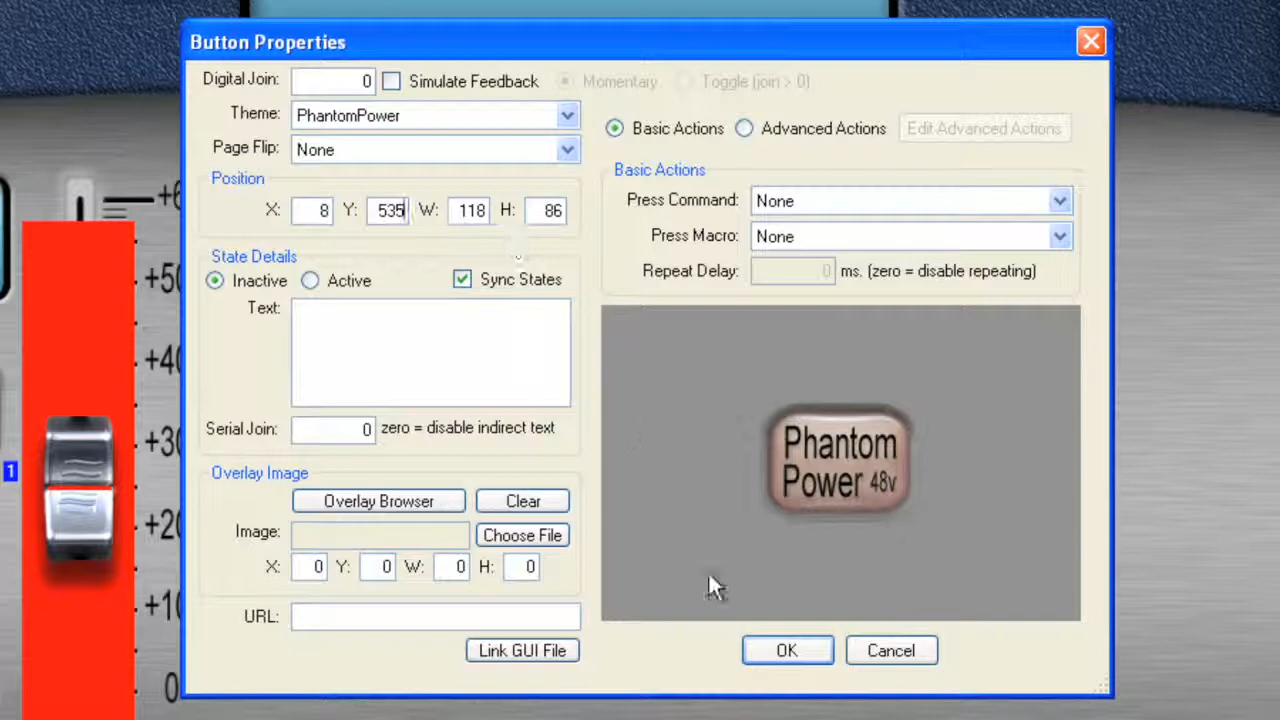 Button Properties
Digital Join: 0 Simulate Feedback Momentary Toggle (join > 0)
Theme: PhantomPower
Basic Actions Advanced Actions Edit Advanced Actions
Page Flip: None
Position
X: 8 Y: 535 W: 118 H: 86
Basic Actions
Press Command: None
Press Macro: None
Repeat Delay: 0 ms. (zero = disable repeating)
State Details
Inactive Active Sync States
Text:
Serial Join: 0 zero = disable indirect text
Overlay Image
Overlay Browser Clear
Image: Choose File
X: 0 Y: 0 W: 0 H: 0
URL:
Link GUI File
Phantom
Power 48v
OK Cancel
+6
+50
+40
+30
1
+20
+10
0